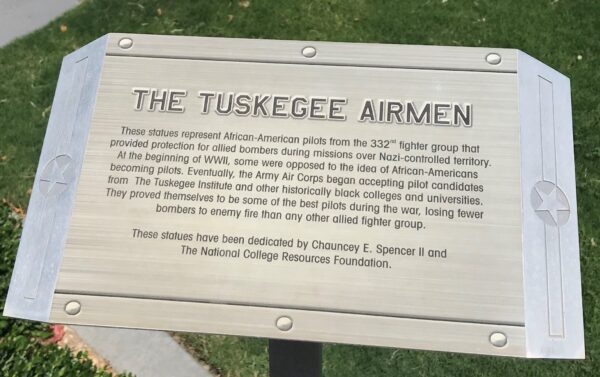 THE TUSKEGEE AIRMEN
These statues represent African-American pilots from the 332nd fighter group that
provided protection for allied bombers during missions over Nazi-controlled territory.
At the beginning of WWII, some were opposed to the idea of African-Americans
becoming pilots. Eventually, the Army Air Corps began accepting pilot candidates
from The Tuskegee Institute and other historically black colleges and universities.
They proved themselves to be some of the best pilots during the war, losing fewer
bombers to enemy fire than any other allied fighter group.
These statues have been dedicated by Chauncey E. Spencer II and
The National College Resources Foundation.